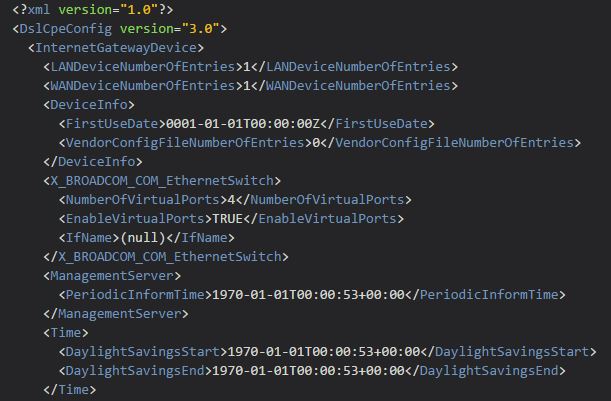 <?xml version="1.0"?>
<DslCpeConfig version="3.0">
<InternetGatewayDevice>
<LANDeviceNumberOfEntries>1</LANDeviceNumberOfEntries>
<WANDeviceNumberOfEntries>1</WANDeviceNumberOfEntries>
<DeviceInfo>
<FirstUseDate>0001-01-01T00:00:00Z</FirstUseDate>
<VendorConfigFileNumberOfEntries>0</VendorConfigFileNumberOfEntries>
</DeviceInfo>
<X_BROADCOM_COM_EthernetSwitch>
<NumberOfVirtualPorts>4</NumberOfVirtualPorts>
<EnableVirtualPorts>TRUE</EnableVirtualPorts>
<IfName>(null)</IfName>
</X_BROADCOM_COM_EthernetSwitch>
<ManagementServer>
<PeriodicInformTime>1970-01-01T00:00:53+00:00</PeriodicInformTime>
</ManagementServer>
<Time>
<DaylightSavingsStart>1970-01-01T00:00:53+00:00</DaylightSavingsStart>
<DaylightSavingsEnd>1970-01-01T00:00:53+00:00</DaylightSavingsEnd>
</Time>